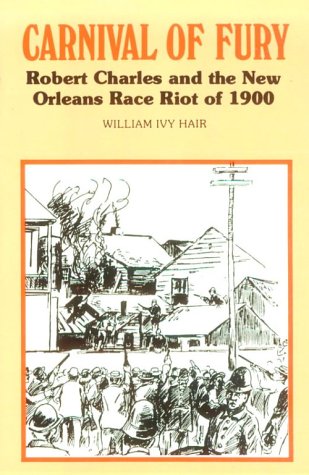 CARNIVAL OF FURY
Robert Charles and the New
Orleans Race Riot of 1900
WILLIAM IVY HAIR